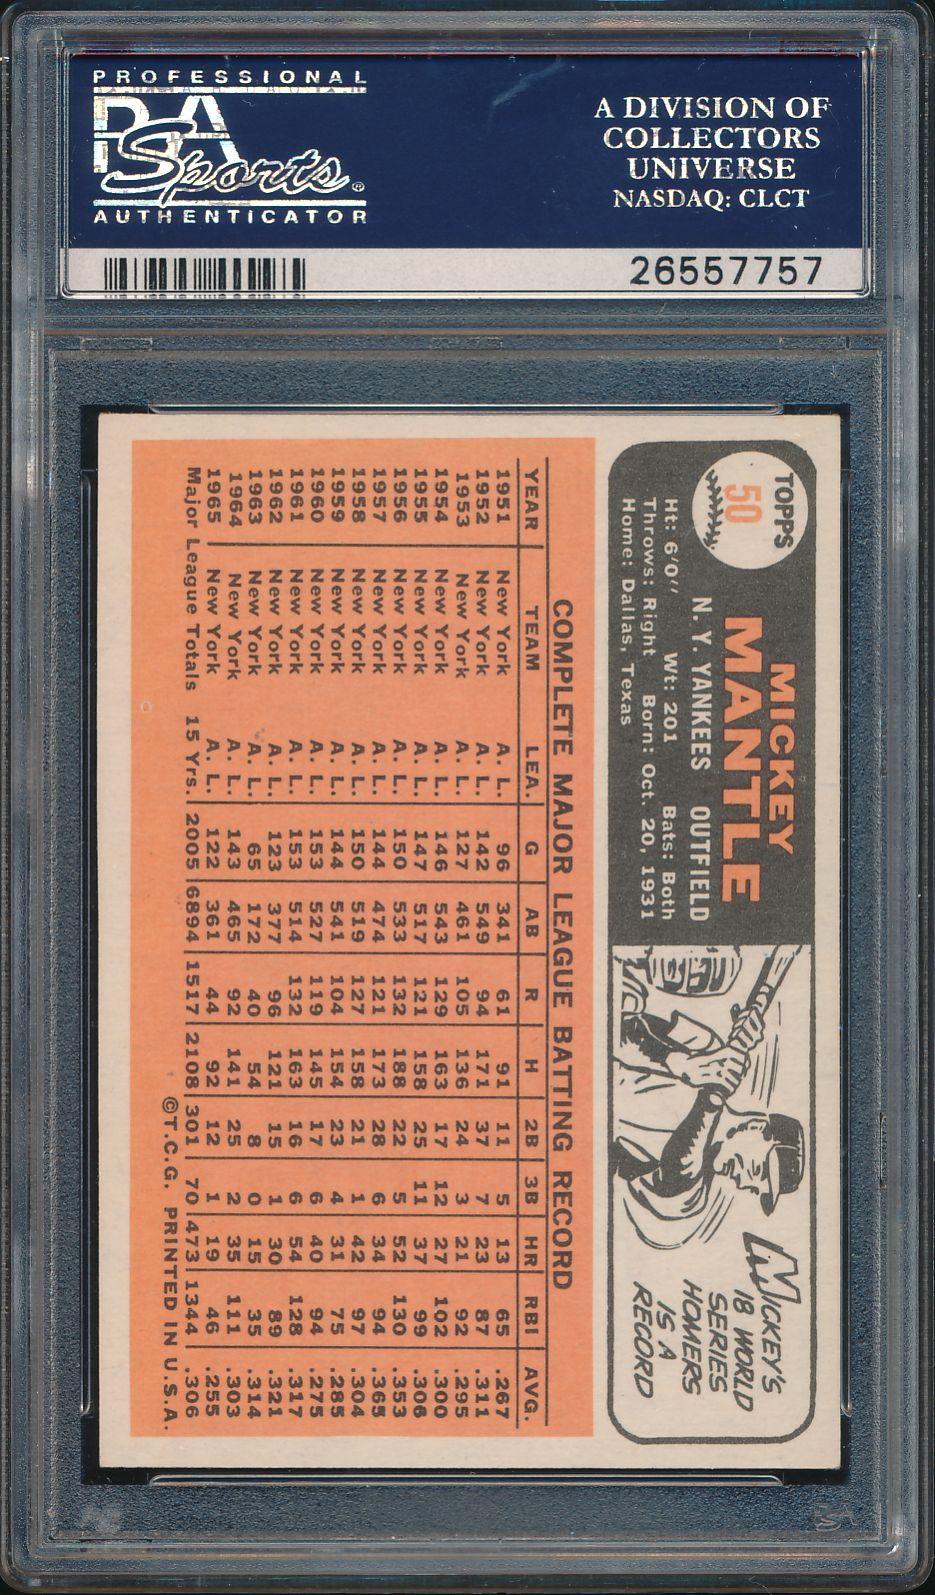 PROFESSIONAL
PSA
Sports®
AUTHENTICATOR
A DIVISION OF
COLLECTORS
UNIVERSE
NASDAQ: CLCT
26557757
TOPPS
50
MICKEY
MANTLE
N. Y. YANKEES OUTFIELD
Ht: 6'0" Wt: 201 Bats: Both
Throws: Right Born: Oct. 20, 1931
Home: Dallas, Texas
MICKEY'S
18 WORLD
SERIES
HOMERS
IS A
RECORD
COMPLETE MAJOR LEAGUE BATTING RECORD
YEAR TEAM LEA. G AB R H 2B 3B HR RBI AVG.
1951 New York A. L. 96 341 61 91 11 5 13 65 .267
1952 New York A. L. 142 549 94 171 37 7 23 87 .311
1953 New York A. L. 127 461 105 136 24 3 21 92 .295
1954 New York A. L. 146 543 129 163 17 12 27 102 .300
1955 New York A. L. 147 517 121 158 25 11 37 99 .306
1956 New York A. L. 150 533 132 188 22 5 52 130 .353
1957 New York A. L. 144 474 121 173 28 6 34 94 .365
1958 New York A. L. 150 519 127 158 21 1 42 97 .304
1959 New York A. L. 144 541 104 154 23 4 31 75 .285
1960 New York A. L. 153 527 119 145 17 6 40 94 .275
1961 New York A. L. 153 514 132 163 16 6 54 128 .317
1962 New York A. L. 123 377 96 121 15 1 30 89 .321
1963 New York A. L. 65 172 40 54 8 0 15 35 .314
1964 New York A. L. 143 465 92 141 25 2 35 111 .303
1965 New York A. L. 122 361 44 92 12 1 19 46 .255
Major League Totals 15 Yrs. 2005 6894 1517 2108 301 70 473 1344 .306
©T.C.G. PRINTED IN U.S.A.